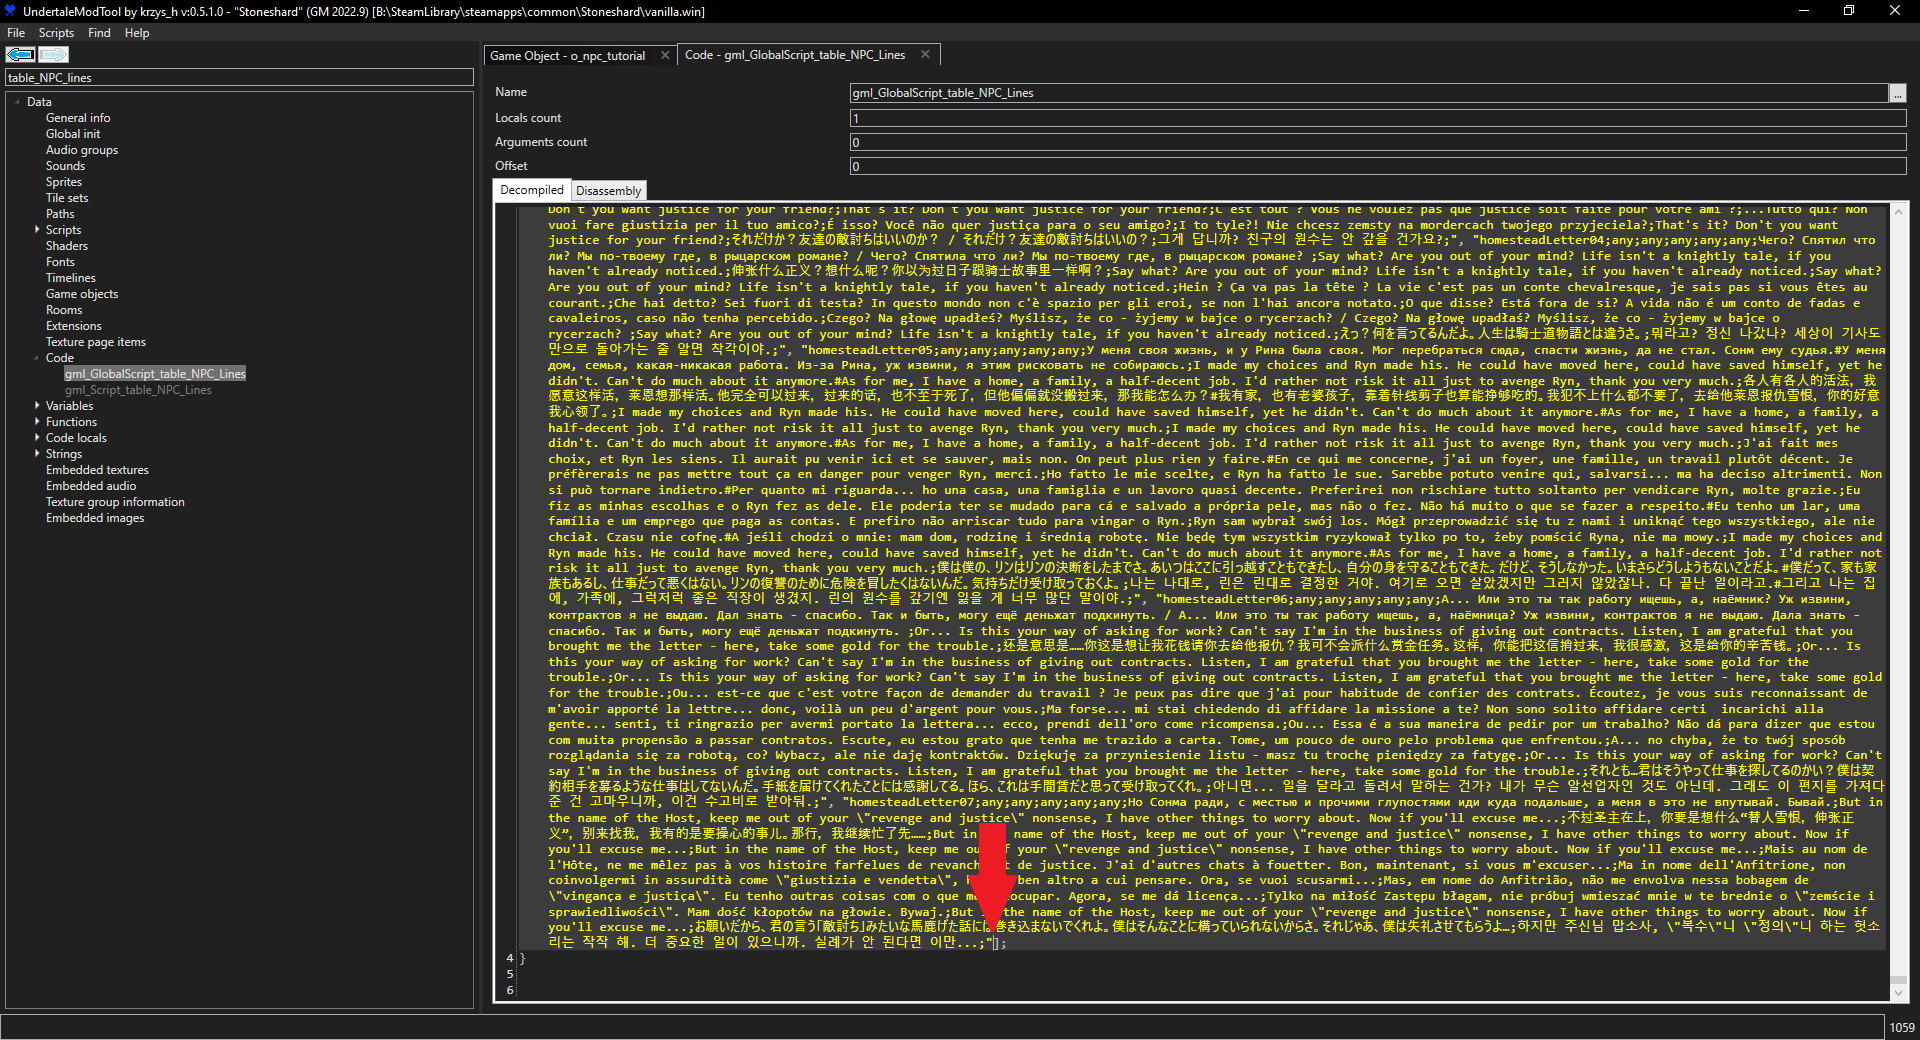 UndertaleModTool by krzys_h v:0.5.1.0 - "Stoneshard" (GM 2022.9) [B:\SteamLibrary\steamapps\common\Stoneshard\vanilla.win]
File Scripts Find Help
table_NPC_lines
Data
General info
Global init
Audio groups
Sounds
Sprites
Tile sets
Paths
Scripts
Shaders
Fonts
Timelines
Game objects
Rooms
Extensions
Texture page items
Code
gml_GlobalScript_table_NPC_Lines
gml_Script_table_NPC_Lines
Variables
Functions
Code locals
Strings
Embedded textures
Embedded audio
Texture group information
Embedded images
Game Object - o_npc_tutorial
Code - gml_GlobalScript_table_NPC_Lines
Name gml_GlobalScript_table_NPC_Lines ...
Locals count 1
Arguments count 0
Offset 0
Decompiled Disassembly
Don't you want justice for your friend?;That's it? Don't you want justice for your friend?;C'est tout ? Vous ne voulez pas que justice soit faite pour votre ami ?;...Tutto qui? Non
vuoi fare giustizia per il tuo amico?;É isso? Você não quer justiça para o seu amigo?;I to tyle?! Nie chcesz zemsty na mordercach twojego przyjeciela?;That's it? Don't you want
justice for your friend?;それだけか？友達の敵討ちはいいのか？ / それだけ？友達の敵討ちはいいの？;그게 답니까? 친구의 원수는 안 갚을 건가요?;", "homesteadLetter04;any;any;any;any;any;Чего? Спятил что
ли? Мы по-твоему где, в рыцарском романе? / Чего? Спятила что ли? Мы по-твоему где, в рыцарском романе? ;Say what? Are you out of your mind? Life isn't a knightly tale, if you
haven't already noticed.;伸张什么正义？想什么呢？你以为过日子跟骑士故事里一样啊？;Say what? Are you out of your mind? Life isn't a knightly tale, if you haven't already noticed.;Say what?
Are you out of your mind? Life isn't a knightly tale, if you haven't already noticed.;Hein ? Ça va pas la tête ? La vie c'est pas un conte chevalresque, je sais pas si vous êtes au
courant.;Che hai detto? Sei fuori di testa? In questo mondo non c'è spazio per gli eroi, se non l'hai ancora notato.;O que disse? Está fora de si? A vida não é um conto de fadas e
cavaleiros, caso não tenha percebido.;Czego? Na głowę upadłeś? Myślisz, że co - żyjemy w bajce o rycerzach? / Czego? Na głowę upadłaś? Myślisz, że co - żyjemy w bajce o
rycerzach? ;Say what? Are you out of your mind? Life isn't a knightly tale, if you haven't already noticed.;えっ？何を言ってるんだよ。人生は騎士道物語とは違うさ。;뭐라고? 정신 나갔나? 세상이 기사도
만으로 돌아가는 줄 알면 착각이야.;", "homesteadLetter05;any;any;any;any;any;У меня своя жизнь, и у Рина была своя. Мог перебраться сюда, спасти жизнь, да не стал. Сонм ему судья.#У меня
дом, семья, какая-никакая работа. Из-за Рина, уж извини, я этим рисковать не собираюсь.;I made my choices and Ryn made his. He could have moved here, could have saved himself, yet he
didn't. Can't do much about it anymore.#As for me, I have a home, a family, a half-decent job. I'd rather not risk it all just to avenge Ryn, thank you very much.;各人有各人的活法，我
愿意这样活，莱恩想那样活。他完全可以过来，过来的话，也不至于死了，但他偏偏就没搬过来，那我能怎么办？#我有家，也有老婆孩子，靠着针线剪子也算能挣够吃的。我犯不上什么都不要了，去给他莱恩报仇雪恨，你的好意
我心领了。;I made my choices and Ryn made his. He could have moved here, could have saved himself, yet he didn't. Can't do much about it anymore.#As for me, I have a home, a family, a
half-decent job. I'd rather not risk it all just to avenge Ryn, thank you very much.;I made my choices and Ryn made his. He could have moved here, could have saved himself, yet he
didn't. Can't do much about it anymore.#As for me, I have a home, a family, a half-decent job. I'd rather not risk it all just to avenge Ryn, thank you very much.;J'ai fait mes
choix, et Ryn les siens. Il aurait pu venir ici et se sauver, mais non. On peut plus rien y faire.#En ce qui me concerne, j'ai un foyer, une famille, un travail plutôt décent. Je
préfèrerais ne pas mettre tout ça en danger pour venger Ryn, merci.;Ho fatto le mie scelte, e Ryn ha fatto le sue. Sarebbe potuto venire qui, salvarsi... ma ha deciso altrimenti. Non
si può tornare indietro.#Per quanto mi riguarda... ho una casa, una famiglia e un lavoro quasi decente. Preferirei non rischiare tutto soltanto per vendicare Ryn, molte grazie.;Eu
fiz as minhas escolhas e o Ryn fez as dele. Ele poderia ter se mudado para cá e salvado a própria pele, mas não o fez. Não há muito o que se fazer a respeito.#Eu tenho um lar, uma
família e um emprego que paga as contas. E prefiro não arriscar tudo para vingar o Ryn.;Ryn sam wybrał swój los. Mógł przeprowadzić się tu z nami i uniknąć tego wszystkiego, ale nie
chciał. Czasu nie cofnę.#A jeśli chodzi o mnie: mam dom, rodzinę i średnią robotę. Nie będę tym wszystkim ryzykował tylko po to, żeby pomścić Ryna, nie ma mowy.;I made my choices and
Ryn made his. He could have moved here, could have saved himself, yet he didn't. Can't do much about it anymore.#As for me, I have a home, a family, a half-decent job. I'd rather not
risk it all just to avenge Ryn, thank you very much.;僕は僕の、リンはリンの決断をしたまでさ。あいつはここに引っ越すこともできたし、自分の身を守ることもできた。だけど、そうしなかった。いまさらどうしようもないことだよ。#僕だって、家も家
族もあるし、仕事だって悪くはない。リンの復讐のために危険を冒したくはないんだ。気持ちだけ受け取っておくよ。;나는 나대로, 린은 린대로 결정한 거야. 여기로 오면 살았겠지만 그러지 않았잖나. 다 끝난 일이라고.#그리고 나는 집
에, 가족에, 그럭저럭 좋은 직장이 생겼지. 린의 원수를 갚기엔 잃을 게 너무 많단 말이야.;", "homesteadLetter06;any;any;any;any;any;А... Или это ты так работу ищешь, а, наёмник? Уж извини,
контрактов я не выдаю. Дал знать - спасибо. Так и быть, могу ещё деньжат подкинуть. / А... Или это ты так работу ищешь, а, наёмница? Уж извини, контрактов я не выдаю. Дала знать -
спасибо. Так и быть, могу ещё деньжат подкинуть. ;Or... Is this your way of asking for work? Can't say I'm in the business of giving out contracts. Listen, I am grateful that you
brought me the letter - here, take some gold for the trouble.;还是意思是……你这是想让我花钱请你去给他报仇？我可不会派什么赏金任务。这样，你能把这信捎过来，我很感激，这是给你的辛苦钱。;Or... Is
this your way of asking for work? Can't say I'm in the business of giving out contracts. Listen, I am grateful that you brought me the letter - here, take some gold for the
trouble.;Or... Is this your way of asking for work? Can't say I'm in the business of giving out contracts. Listen, I am grateful that you brought me the letter - here, take some gold
for the trouble.;Ou... est-ce que c'est votre façon de demander du travail ? Je peux pas dire que j'ai pour habitude de confier des contrats. Écoutez, je vous suis reconnaissant de
m'avoir apporté la lettre... donc, voilà un peu d'argent pour vous.;Ma forse... mi stai chiedendo di affidare la missione a te? Non sono solito affidare certi  incarichi alla
gente... senti, ti ringrazio per avermi portato la lettera... ecco, prendi dell'oro come ricompensa.;Ou... Essa é a sua maneira de pedir por um trabalho? Não dá para dizer que estou
com muita propensão a passar contratos. Escute, eu estou grato que tenha me trazido a carta. Tome, um pouco de ouro pelo problema que enfrentou.;A... no chyba, że to twój sposób
rozglądania się za robotą, co? Wybacz, ale nie daję kontraktów. Dziękuję za przyniesienie listu - masz tu trochę pieniędzy za fatygę.;Or... Is this your way of asking for work? Can't
say I'm in the business of giving out contracts. Listen, I am grateful that you brought me the letter - here, take some gold for the trouble.;それとも…君はそうやって仕事を探してるのかい？僕は契
約相手を募るような仕事はしてないんだ。手紙を届けてくれたことには感謝してる。ほら、これは手間賃だと思って受け取ってくれ。;아니면... 일을 달라고 돌려서 말하는 건가? 내가 무슨 알선업자인 것도 아닌데. 그래도 이 편지를 가져다
준 건 고마우니까, 이건 수고비로 받아둬.;", "homesteadLetter07;any;any;any;any;any;Но Сонма ради, с местью и прочими глупостями иди куда подальше, а меня в это не впутывай. Бывай.;But in
the name of the Host, keep me out of your \"revenge and justice\" nonsense, I have other things to worry about. Now if you'll excuse me...;不过圣主在上，你要是想什么“替人雪恨，伸张正
义”，别来找我，我有的是要操心的事儿。那行，我继续忙了先……;But in name of the Host, keep me out of your \"revenge and justice\" nonsense, I have other things to worry about. Now if
you'll excuse me...;But in the name of the Host, keep me ou f your \"revenge and justice\" nonsense, I have other things to worry about. Now if you'll excuse me...;Mais au nom de
l'Hôte, ne me mêlez pas à vos histoire farfelues de revanch t de justice. J'ai d'autres chats à fouetter. Bon, maintenant, si vous m'excuser...;Ma in nome dell'Anfitrione, non
coinvolgermi in assurdità come \"giustizia e vendetta\", ben altro a cui pensare. Ora, se vuoi scusarmi...;Mas, em nome do Anfitrião, não me envolva nessa bobagem de
\"vingança e justiça\". Eu tenho outras coisas com o que m ocupar. Agora, se me dá licença...;Tylko na miłość Zastępu błagam, nie próbuj wmieszać mnie w te brednie o \"zemście i
sprawiedliwości\". Mam dość kłopotów na głowie. Bywaj.;But i the name of the Host, keep me out of your \"revenge and justice\" nonsense, I have other things to worry about. Now if
you'll excuse me...;お願いだから、君の言う「敵討ち」みたいな馬鹿げた話には巻き込まないでくれよ。僕はそんなことに構っていられないからさ。それじゃあ、僕は失礼させてもらうよ…;하지만 주신님 맙소사, \"복수\"니 \"정의\"니 하는 헛소
리는 작작 해. 더 중요한 일이 있으니까. 실례가 안 된다면 이만...;"];
4 }
5
6
1059